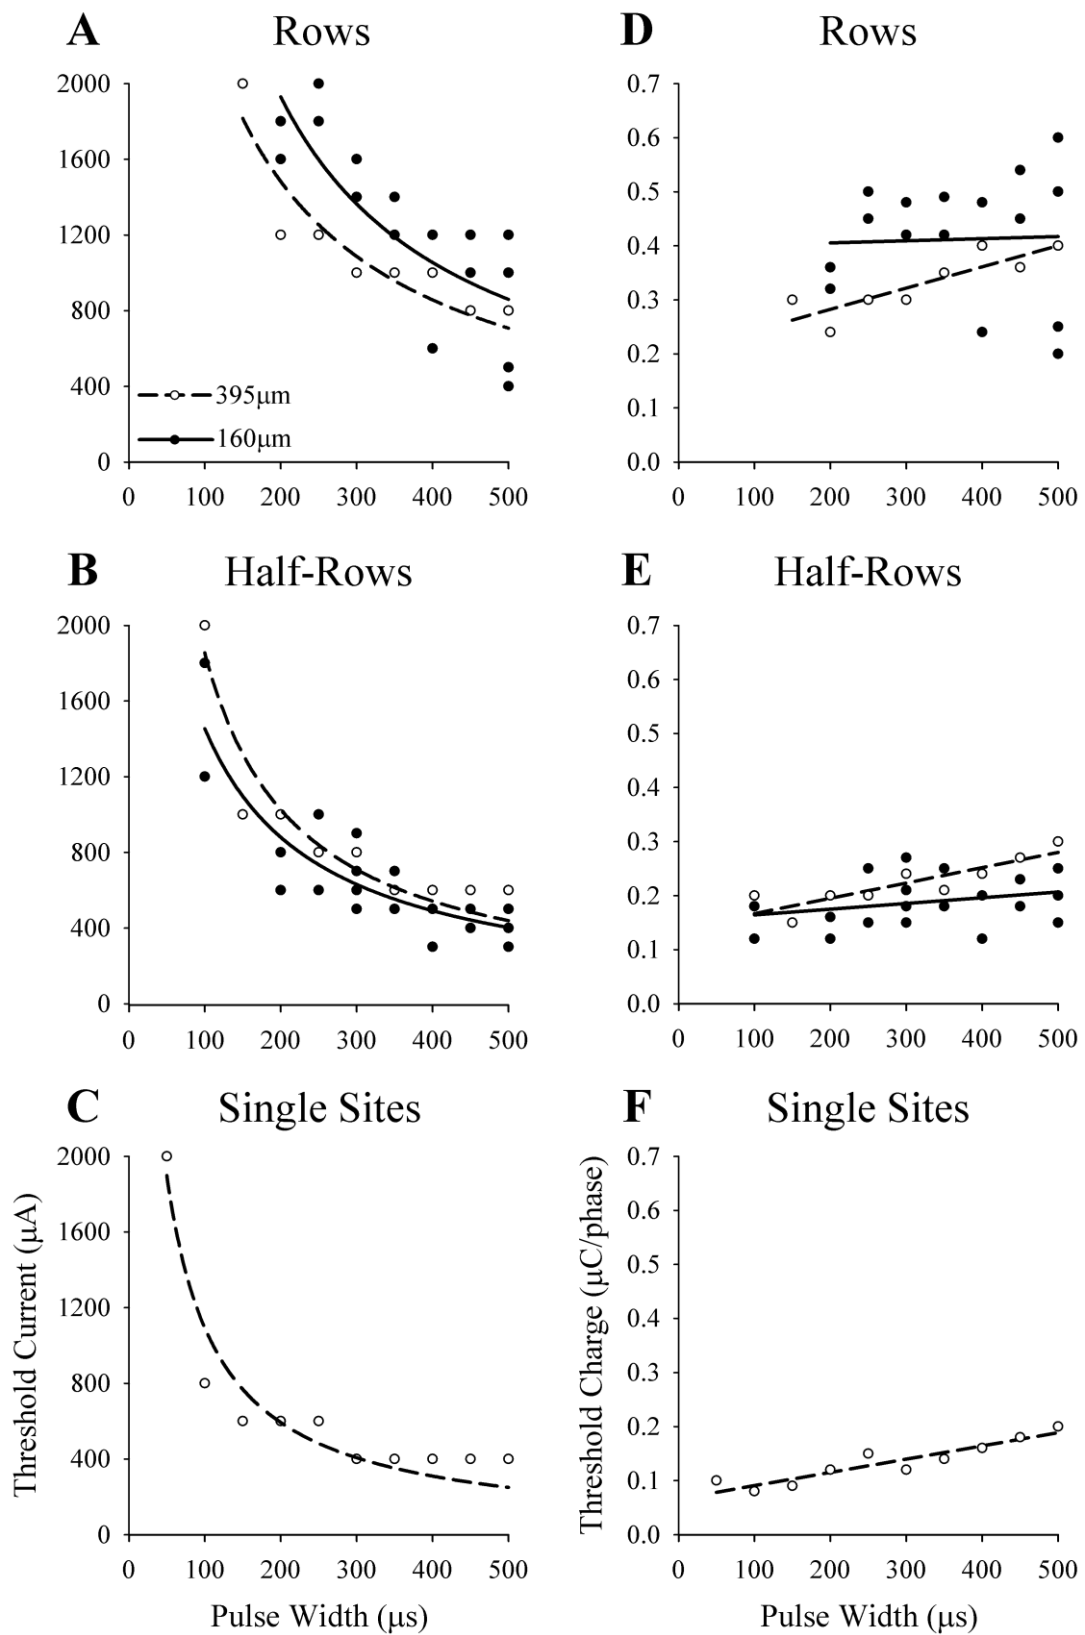 A Rows
2000
1600
1200
800
400
0
395μm
160μm
0 100 200 300 400 500
D Rows
0.7
0.6
0.5
0.4
0.3
0.2
0.1
0.0
0 100 200 300 400 500
B Half-Rows
2000
1600
1200
800
400
0
0 100 200 300 400 500
E Half-Rows
0.7
0.6
0.5
0.4
0.3
0.2
0.1
0.0
0 100 200 300 400 500
C Single Sites
Threshold Current (μA)
2000
1600
1200
800
400
0
0 100 200 300 400 500
Pulse Width (μs)
F Single Sites
Threshold Charge (μC/phase)
0.7
0.6
0.5
0.4
0.3
0.2
0.1
0.0
0 100 200 300 400 500
Pulse Width (μs)